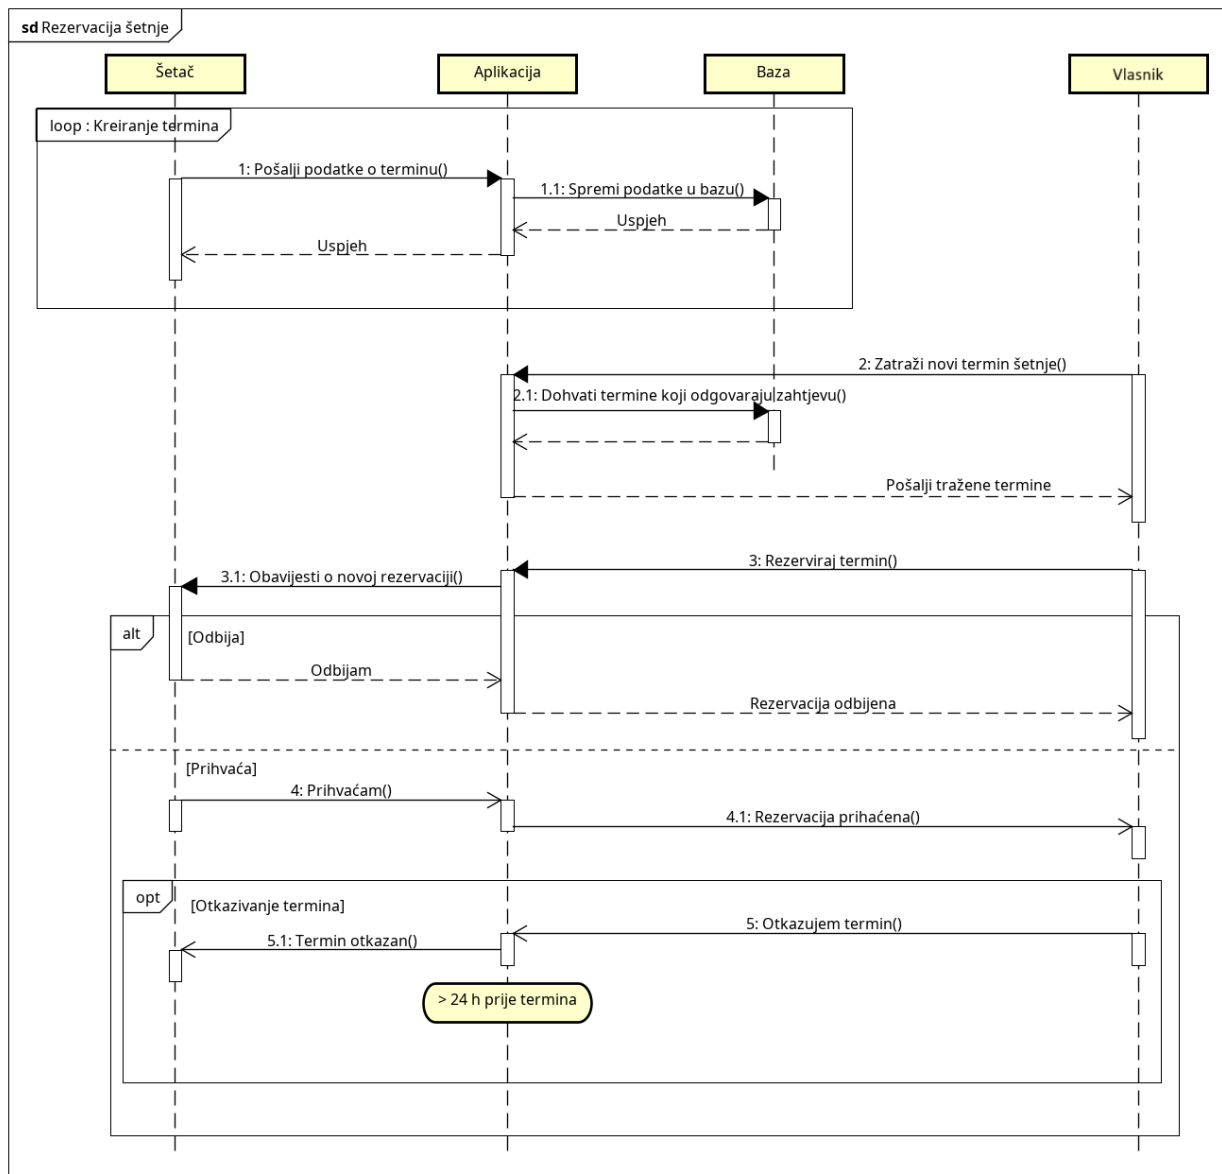 sd Rezervacija šetnje
Šetač
Aplikacija
Baza
Vlasnik
loop : Kreiranje termina
1: Pošalji podatke o terminu()
1.1: Spremi podatke u bazu()
Uspjeh
Uspjeh
2: Zatraži novi termin šetnje()
2.1: Dohvati termine koji odgovaraju zahtjevu()
Pošalji tražene termine
3: Rezerviraj termin()
3.1: Obavijesti o novoj rezervaciji()
alt
[Odbija]
Odbijam
Rezervacija odbijena
[Prihvaća]
4: Prihvaćam()
4.1: Rezervacija prihaćena()
opt
[Otkazivanje termina]
5: Otkazujem termin()
5.1: Termin otkazan()
> 24 h prije termina